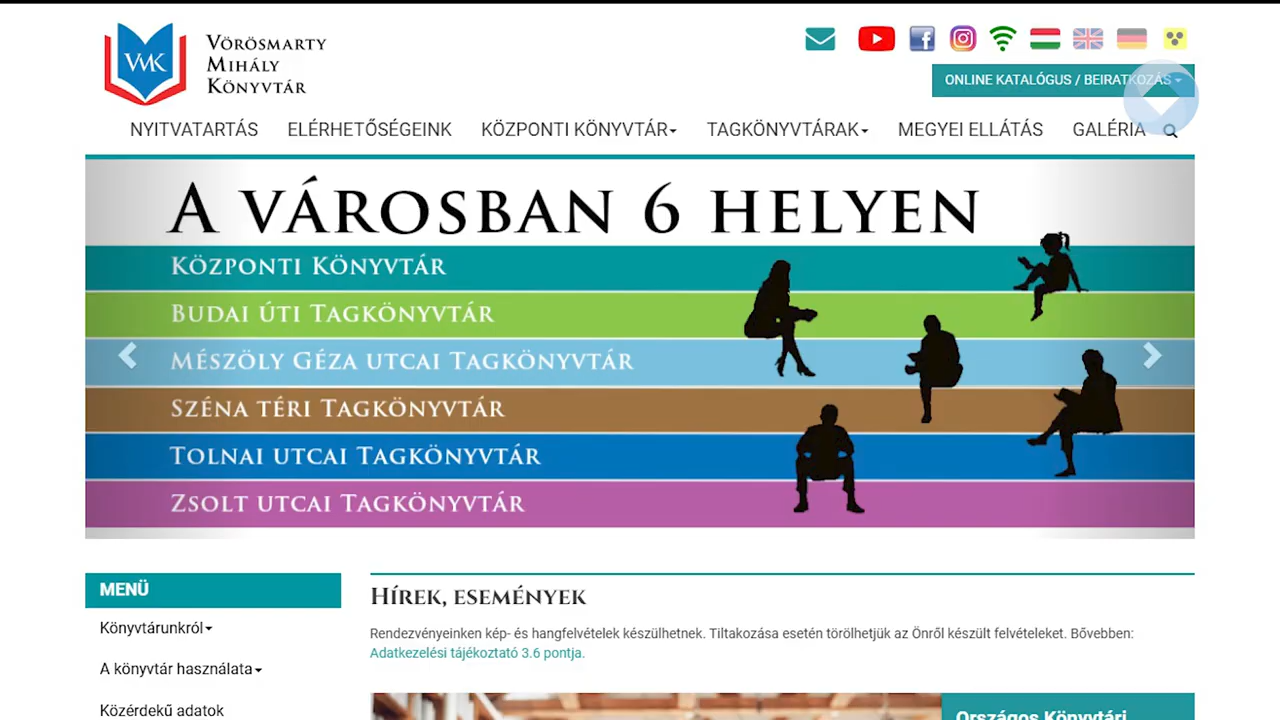 VMK
VÖRÖSMARTY
MIHÁLY
KÖNYVTÁR
ONLINE KATALÓGUS / BEIRATKOZÁS
NYITVATARTÁS ELÉRHETŐSÉGEINK KÖZPONTI KÖNYVTÁR TAGKÖNYVTÁRAK MEGYEI ELLÁTÁS GALÉRIA
A VÁROSBAN 6 HELYEN
KÖZPONTI KÖNYVTÁR
BUDAI ÚTI TAGKÖNYVTÁR
MÉSZÖLY GÉZA UTCAI TAGKÖNYVTÁR
SZÉNA TÉRI TAGKÖNYVTÁR
TOLNAI UTCAI TAGKÖNYVTÁR
ZSOLT UTCAI TAGKÖNYVTÁR
MENÜ
Könyvtárunkról
A könyvtár használata
Közérdekű adatok
HÍREK, ESEMÉNYEK
Rendezvényeinken kép- és hangfelvételek készülhetnek. Tiltakozása esetén törölhetjük az Önről készült felvételeket. Bővebben:
Adatkezelési tájékoztató 3.6 pontja.
Országos Könyvtári